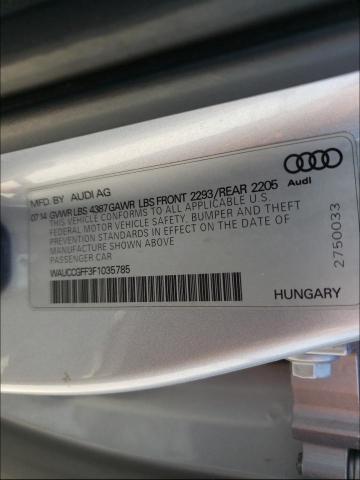 MFD. BY AUDI AG
07 14 GVWR LBS 4387 GAWR LBS FRONT 2293/REAR 2205
THIS VEHICLE CONFORMS TO ALL APPLICABLE U.S.
FEDERAL MOTOR VEHICLE SAFETY, BUMPER AND THEFT
PREVENTION STANDARDS IN EFFECT ON THE DATE OF
MANUFACTURE SHOWN ABOVE
PASSENGER CAR
WAUCCGFF3F1035785
Audi
HUNGARY
2750033